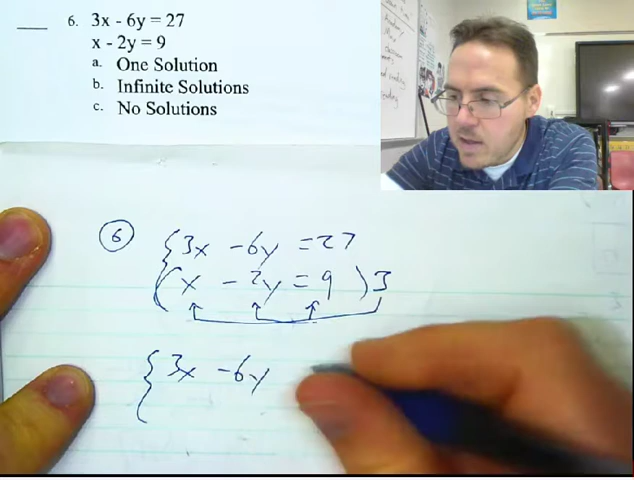 6. 3x - 6y = 27
x - 2y = 9
a. One Solution
b. Infinite Solutions
c. No Solutions
6 3x - 6y = 27
(x - 2y = 9) 3
3x - 6y